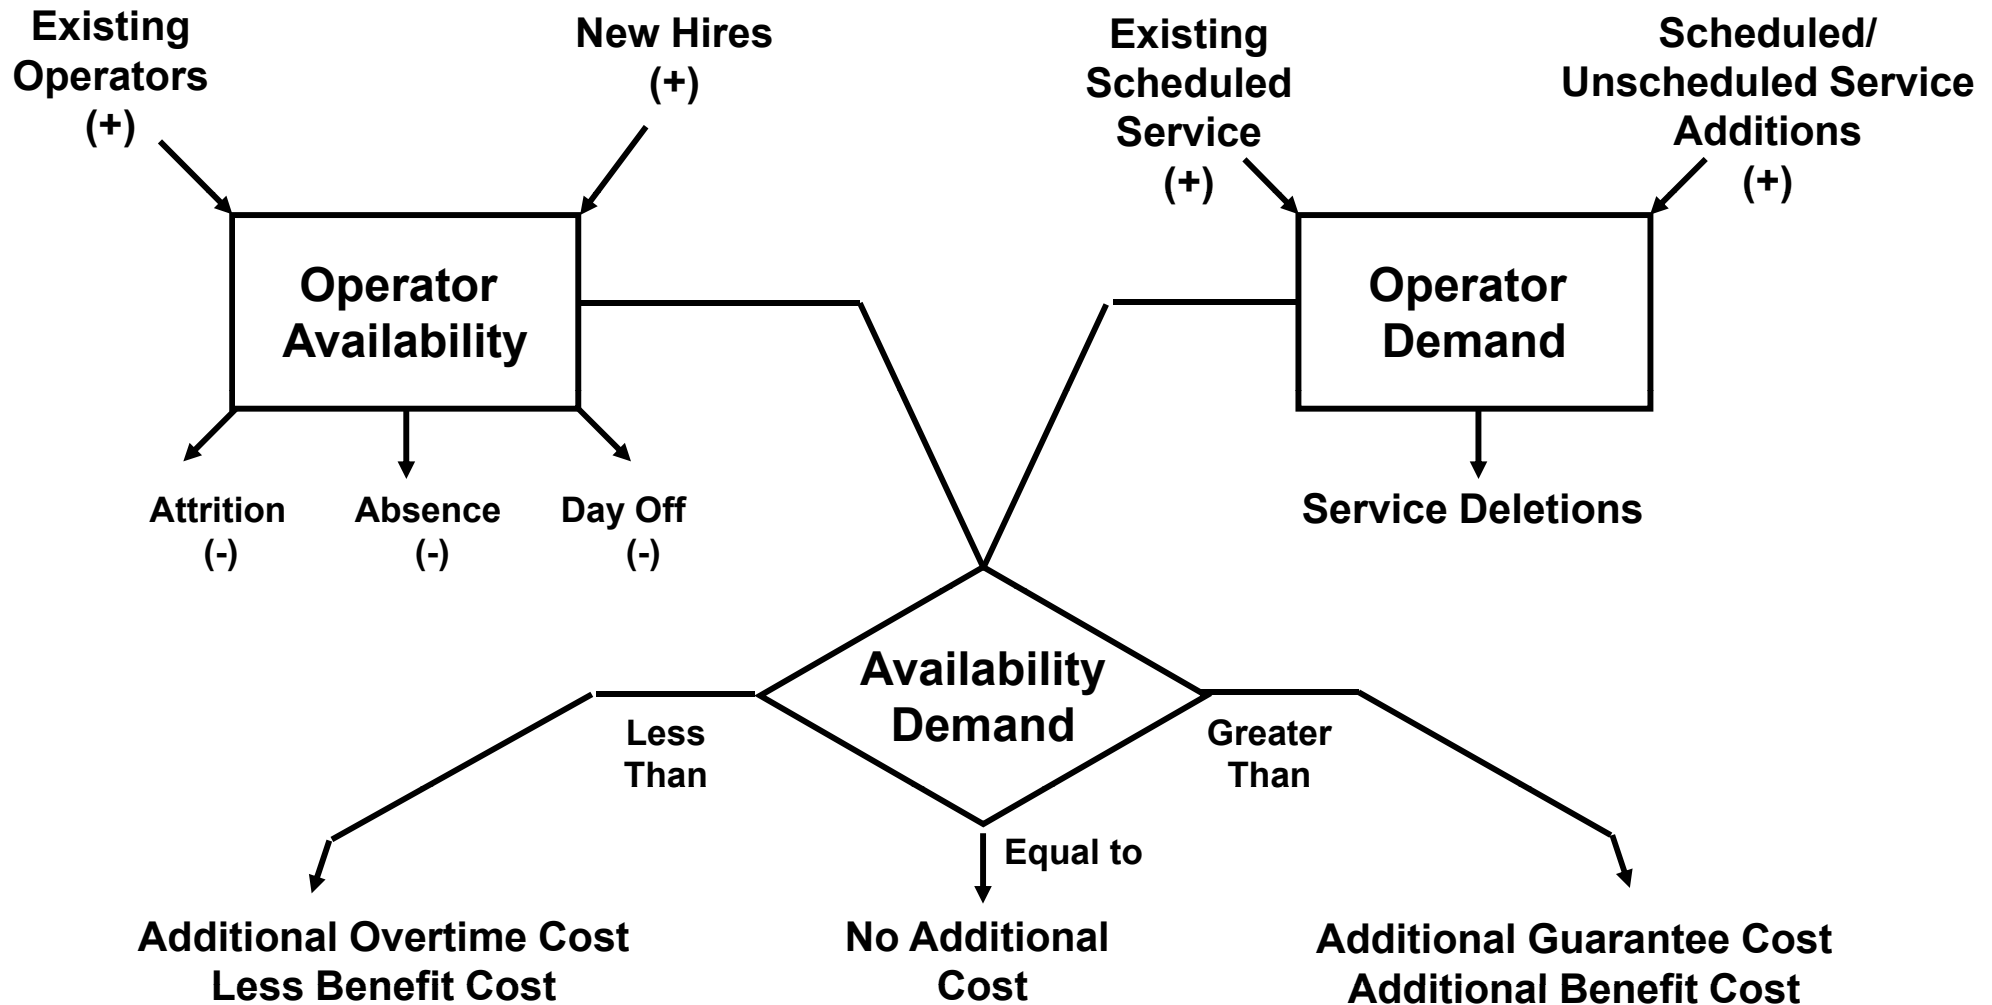 Existing
Operators
(+)
New Hires
(+)
Existing
Scheduled
Service
(+)
Scheduled/
Unscheduled Service
Additions
(+)
Operator
Availability
Operator
Demand
Attrition
(-)
Absence
(-)
Day Off
(-)
Service Deletions
Availability
Demand
Less
Than
Greater
Than
Equal to
Additional Overtime Cost
Less Benefit Cost
No Additional
Cost
Additional Guarantee Cost
Additional Benefit Cost